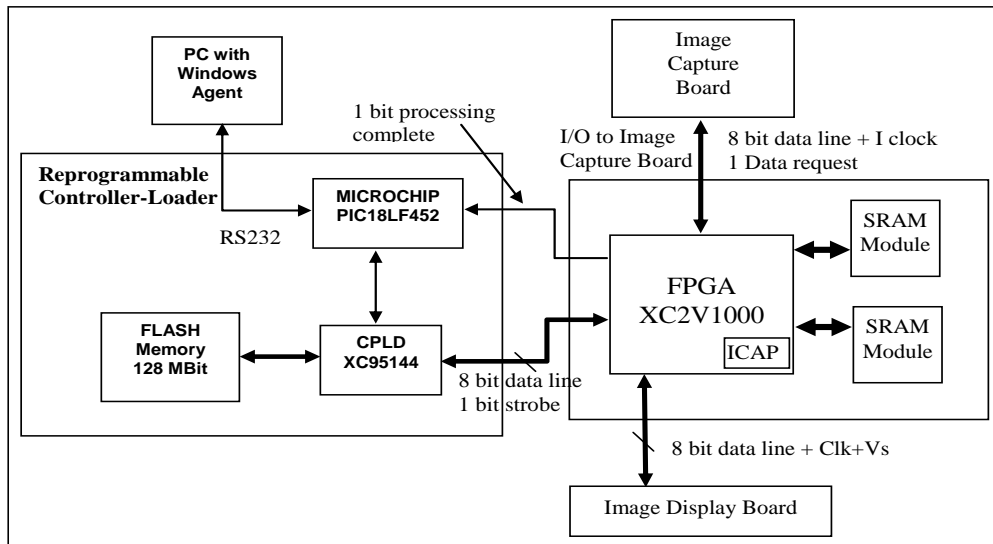 PC with
Windows
Agent
Image
Capture
Board
1 bit processing
complete
I/O to Image
Capture Board
8 bit data line + I clock
1 Data request
Reprogrammable
Controller-Loader
MICROCHIP
PIC18LF452
RS232
SRAM
Module
FPGA
XC2V1000
ICAP
SRAM
Module
FLASH
Memory
128 MBit
CPLD
XC95144
8 bit data line
1 bit strobe
8 bit data line + Clk+Vs
Image Display Board